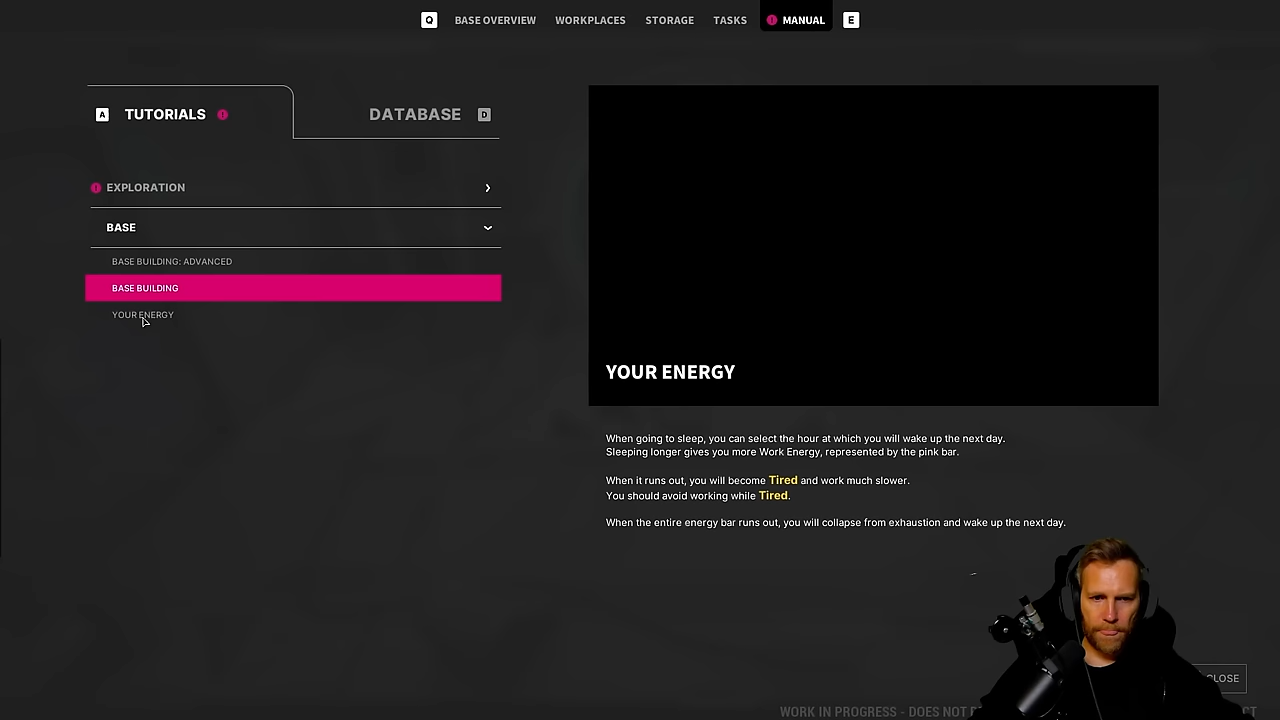 Q BASE OVERVIEW WORKPLACES STORAGE TASKS ! MANUAL E
A TUTORIALS ! DATABASE D
! EXPLORATION
BASE
BASE BUILDING: ADVANCED
BASE BUILDING
YOUR ENERGY
YOUR ENERGY
When going to sleep, you can select the hour at which you will wake up the next day.
Sleeping longer gives you more Work Energy, represented by the pink bar.
When it runs out, you will become Tired and work much slower.
You should avoid working while Tired.
When the entire energy bar runs out, you will collapse from exhaustion and wake up the next day.
CLOSE
WORK IN PROGRESS - DOES NOT